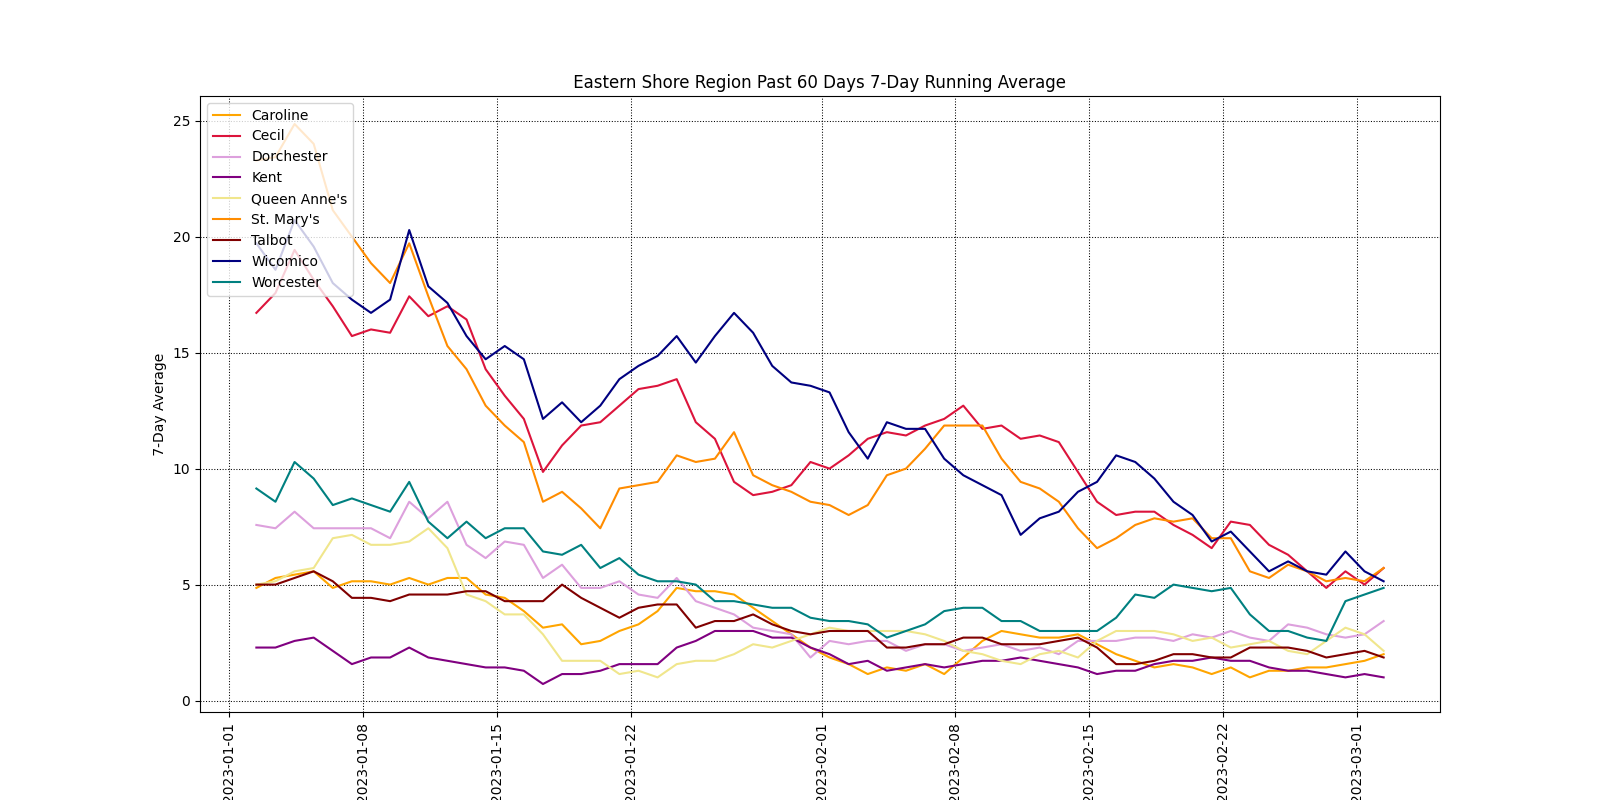 Eastern Shore Region Past 60 Days 7-Day Running Average
25
20
15
10
5
0
7-Day Average
Caroline
Cecil
Dorchester
Kent
Queen Anne's
St. Mary's
Talbot
Wicomico
Worcester
2023-01-01
2023-01-08
2023-01-15
2023-01-22
2023-02-01
2023-02-08
2023-02-15
2023-02-22
2023-03-01